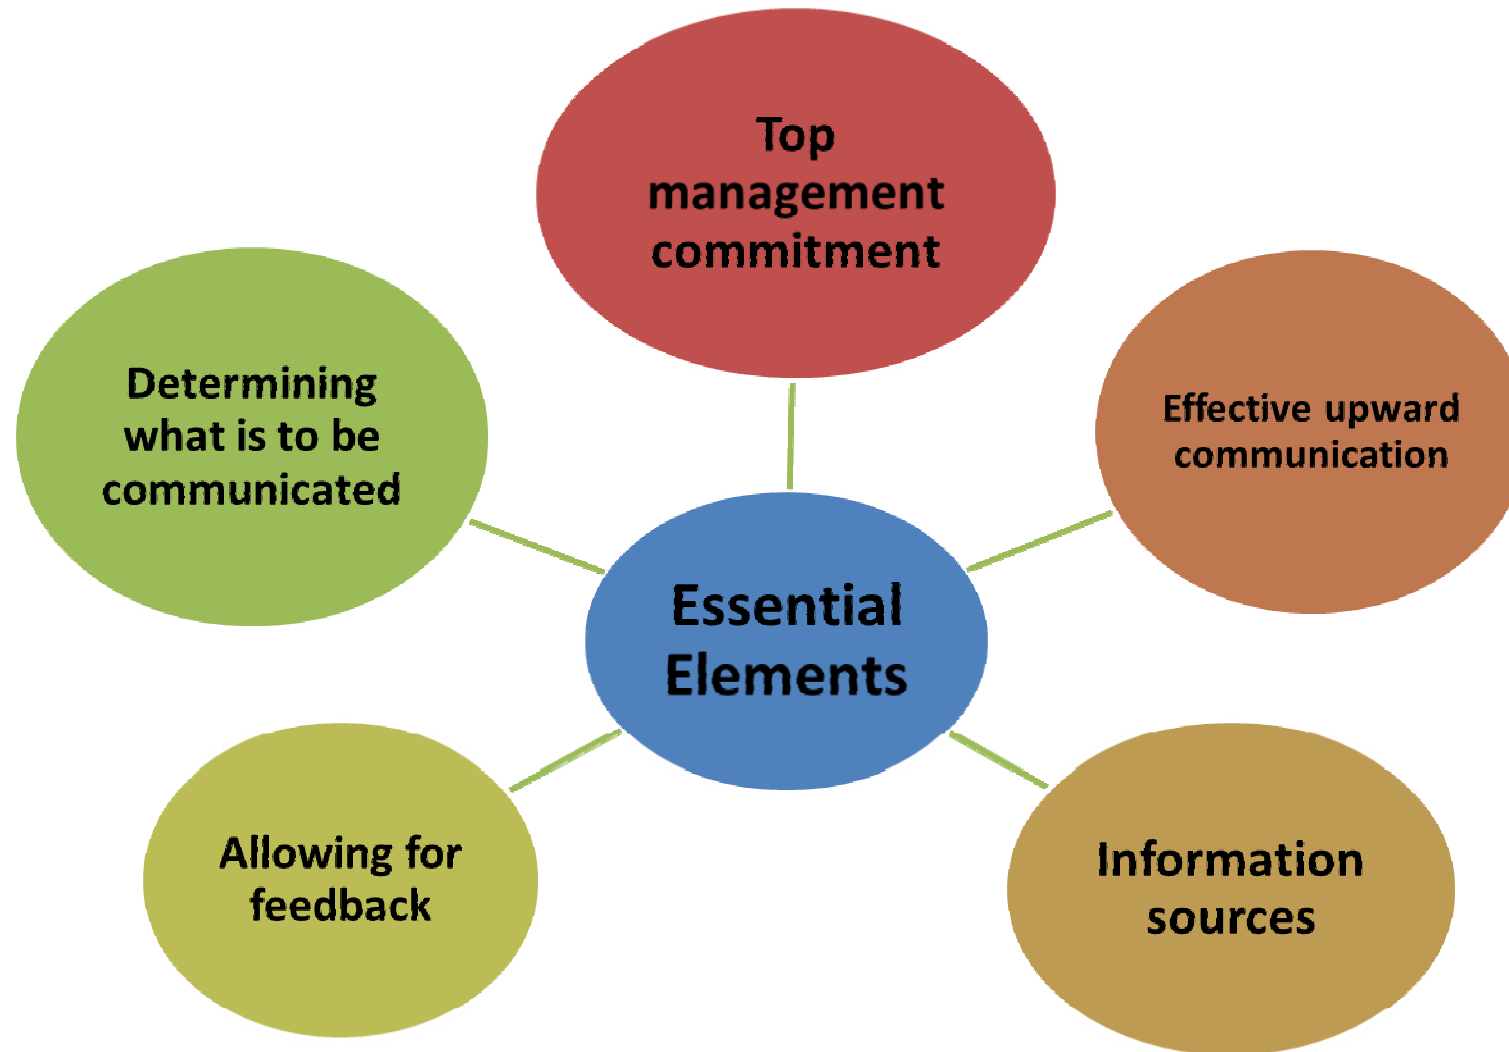 Top
management
commitment
Determining
what is to be
communicated
Effective upward
communication
Essential
Elements
Allowing for
feedback
Information
sources